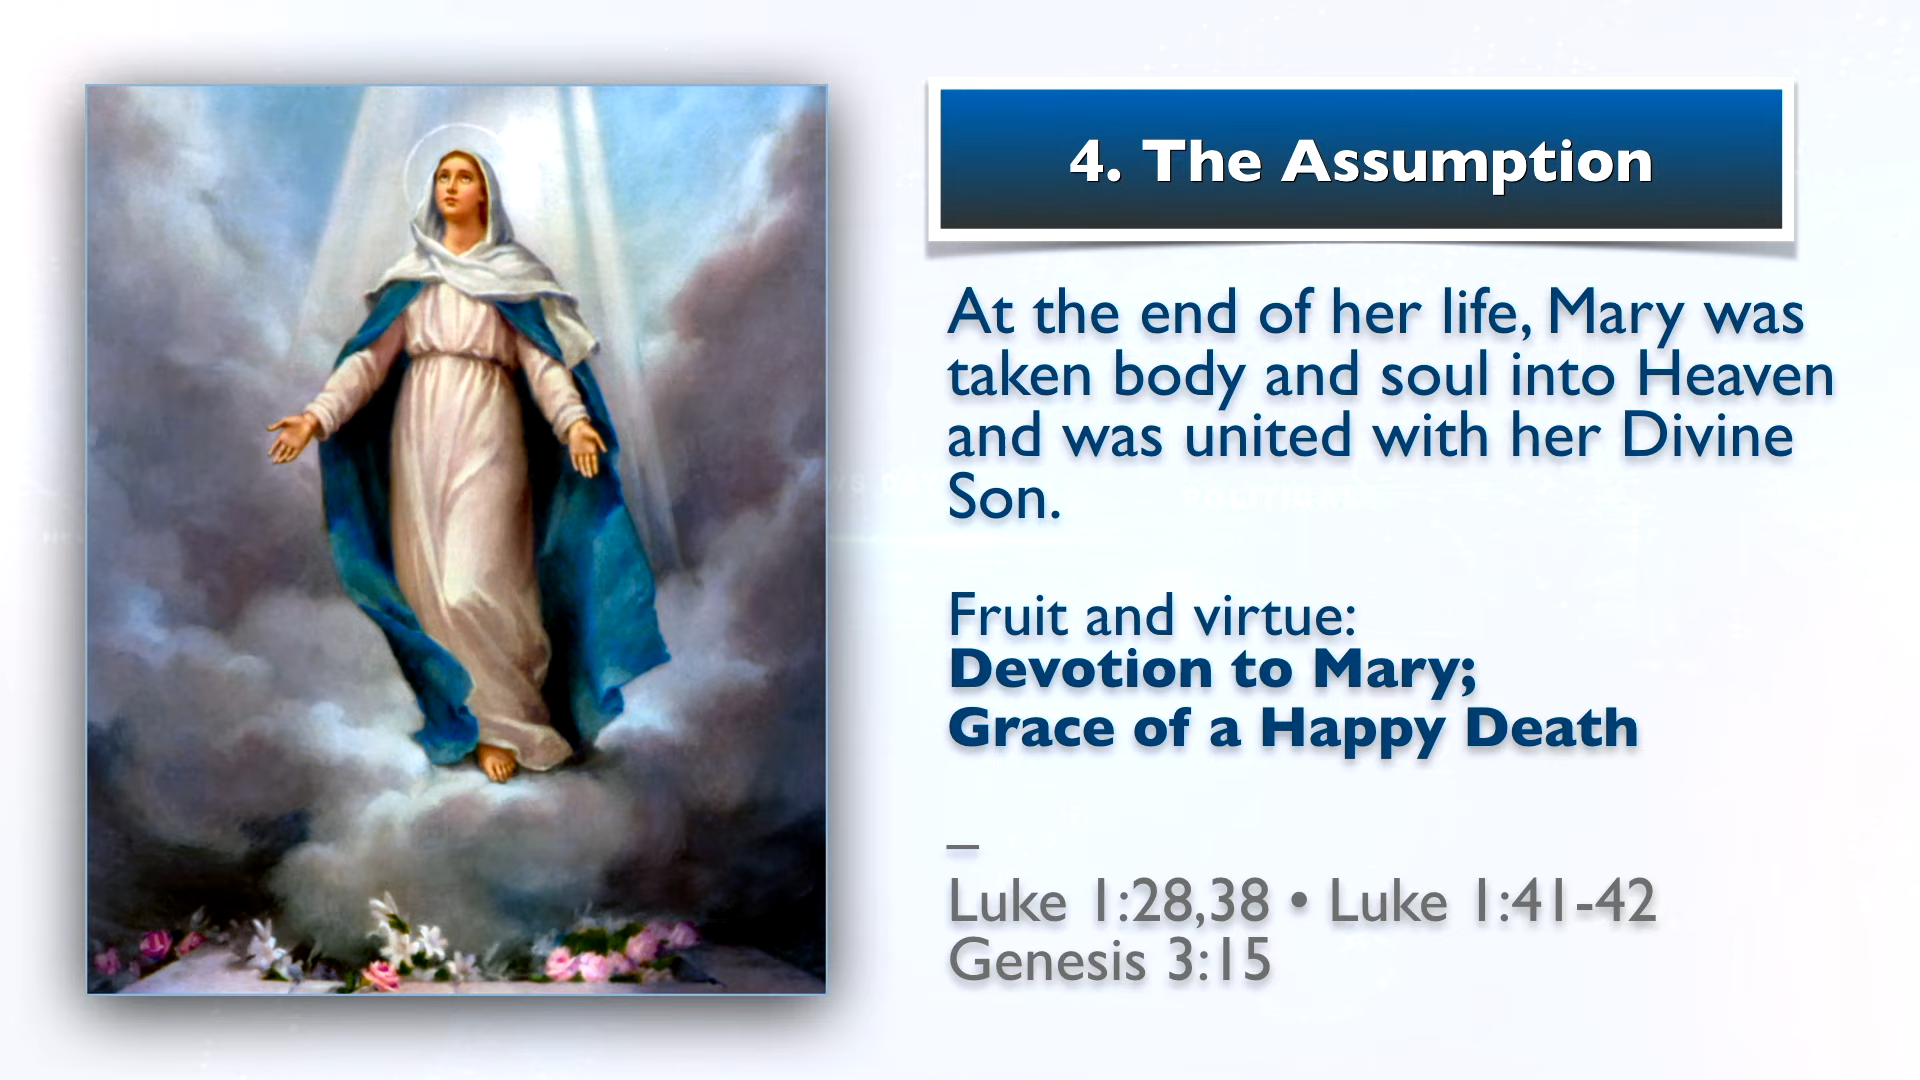 4. The Assumption
At the end of her life, Mary was
taken body and soul into Heaven
and was united with her Divine
Son.
Fruit and virtue:
Devotion to Mary;
Grace of a Happy Death
_
Luke 1:28,38 • Luke 1:41-42
Genesis 3:15